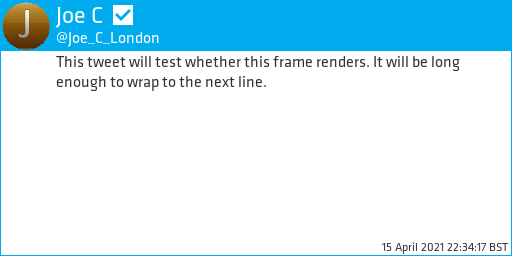 J
Joe C
@Joe_C_London
This tweet will test whether this frame renders. It will be long
enough to wrap to the next line.
15 April 2021 22:34:17 BST